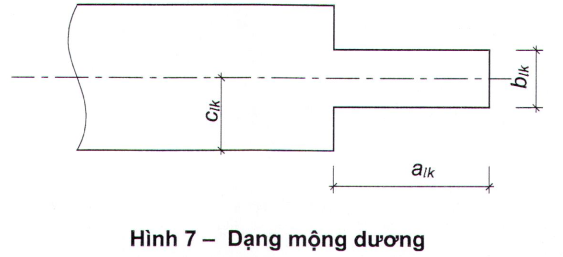 b_lk
c_lk
a_lk
Hình 7 – Dạng mộng dương